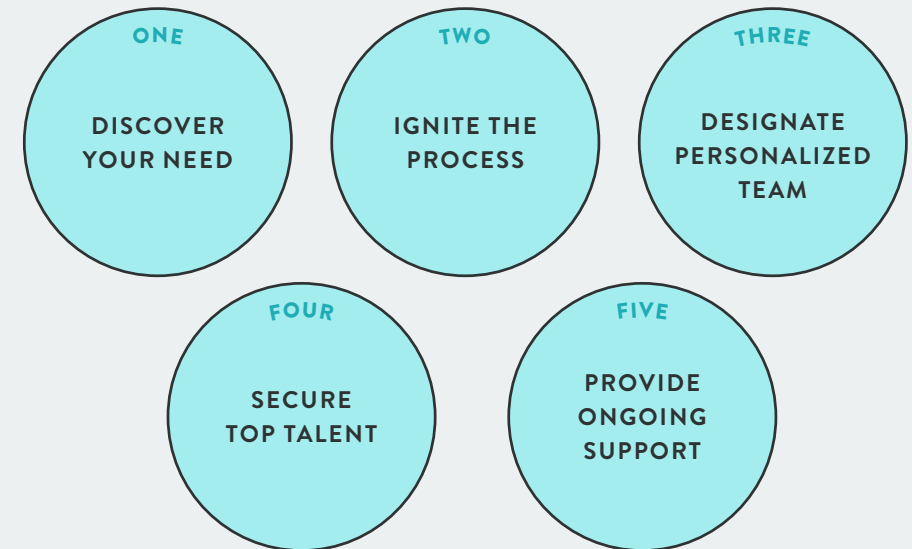 ONE
DISCOVER
YOUR NEED
TWO
IGNITE THE
PROCESS
THREE
DESIGNATE
PERSONALIZED
TEAM
FOUR
SECURE
TOP TALENT
FIVE
PROVIDE
ONGOING
SUPPORT